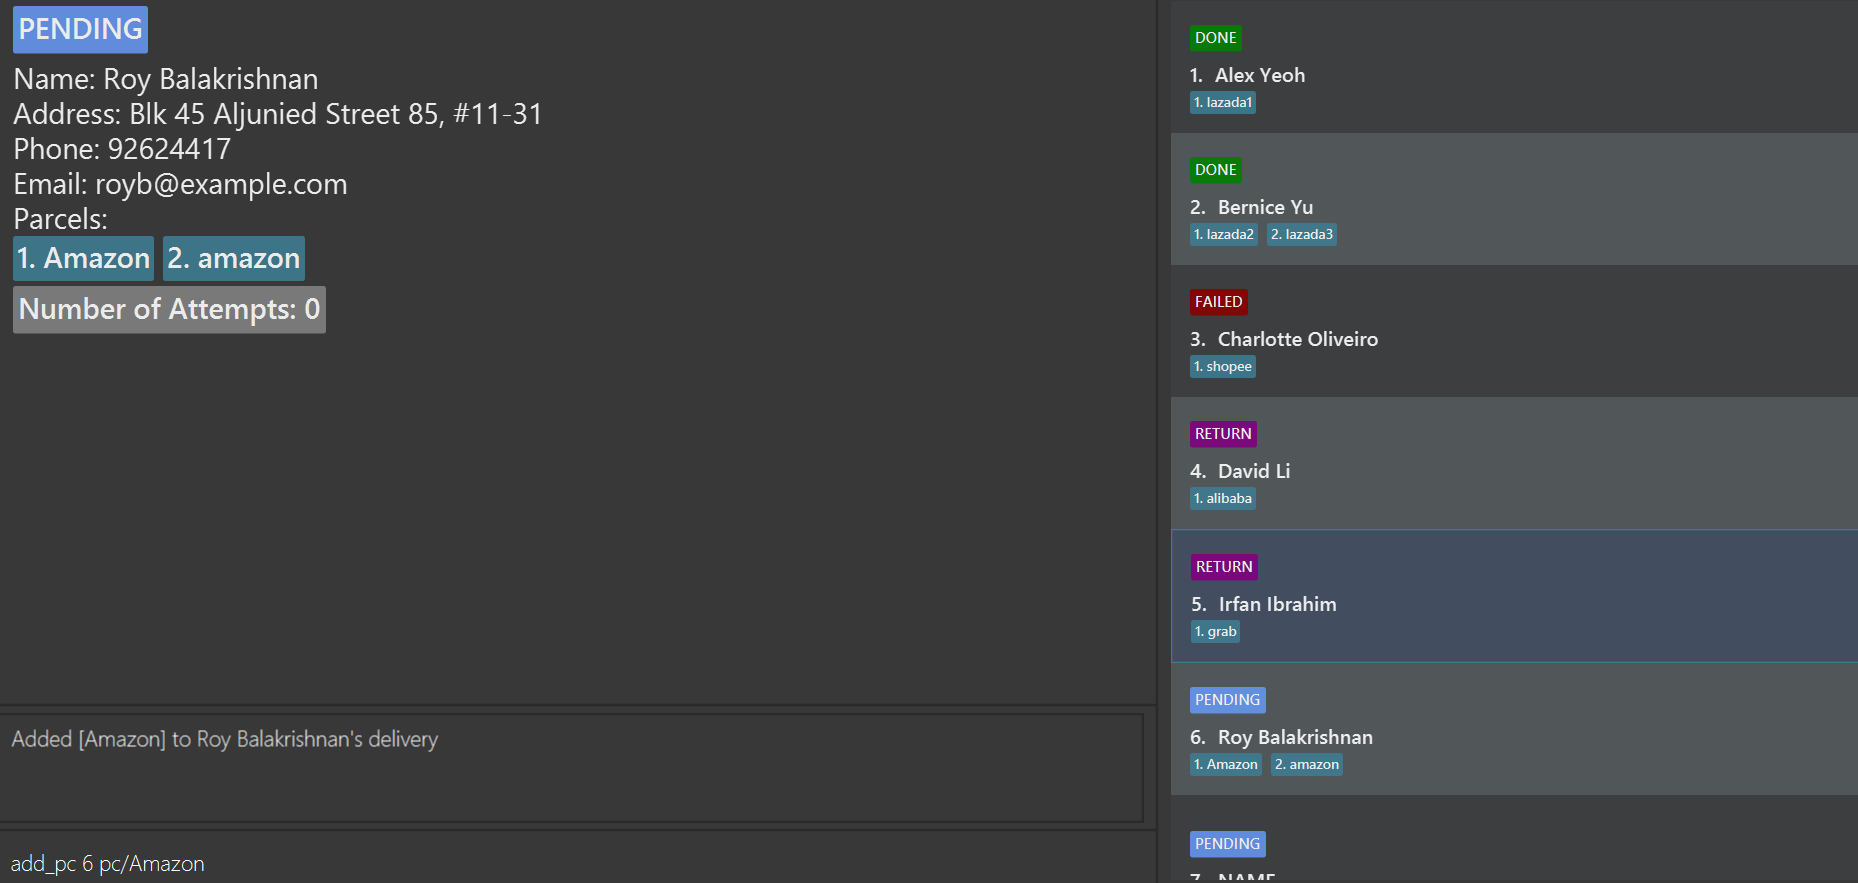 PENDING
Name: Roy Balakrishnan
Address: Blk 45 Aljunied Street 85, #11-31
Phone: 92624417
Email: royb@example.com
Parcels:
1. Amazon 2. amazon
Number of Attempts: 0
Added [Amazon] to Roy Balakrishnan's delivery
add_pc 6 pc/Amazon
DONE
1. Alex Yeoh
1. lazada1
DONE
2. Bernice Yu
1. lazada2 2. lazada3
FAILED
3. Charlotte Oliveiro
1. shopee
RETURN
4. David Li
1. alibaba
RETURN
5. Irfan Ibrahim
1. grab
PENDING
6. Roy Balakrishnan
1. Amazon 2. amazon
PENDING
7. NAME